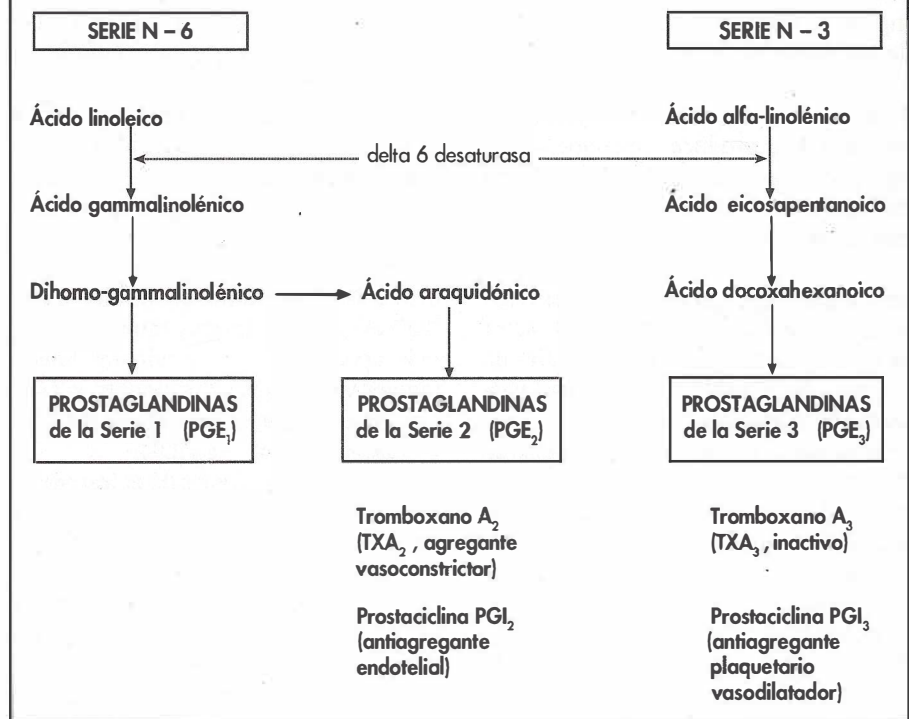 SERIE N – 6
SERIE N – 3
Ácido linoleico
Ácido alfa-linolénico
delta 6 desaturasa
Ácido gammalinolénico
Ácido eicosapentanoico
Dihomo-gammalinolénico
Ácido araquidónico
Ácido docoxahexanoico
PROSTAGLANDINAS
de la Serie 1 (PGE₁)
PROSTAGLANDINAS
de la Serie 2 (PGE₂)
PROSTAGLANDINAS
de la Serie 3 (PGE₃)
Tromboxano A₂
(TXA₂ , agregante
vasoconstrictor)
Tromboxano A₃
(TXA₃ , inactivo)
Prostaciclina PGI₂
(antiagregante
endotelial)
Prostaciclina PGI₃
(antiagregante
plaquetario
vasodilatador)